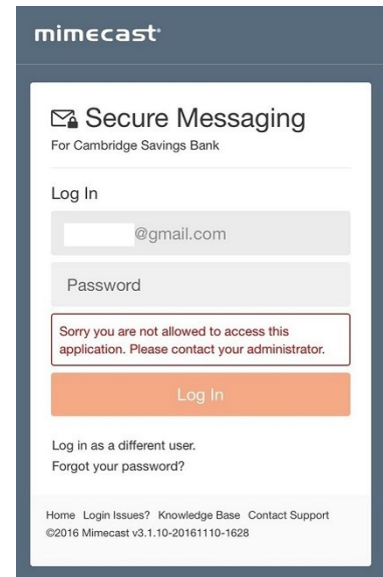 mimecast
Secure Messaging
For Cambridge Savings Bank
Log In
@gmail.com
Password
Sorry you are not allowed to access this
application. Please contact your administrator.
Log In
Log in as a different user.
Forgot your password?
Home Login Issues? Knowledge Base Contact Support
©2016 Mimecast v3.1.10-20161110-1628